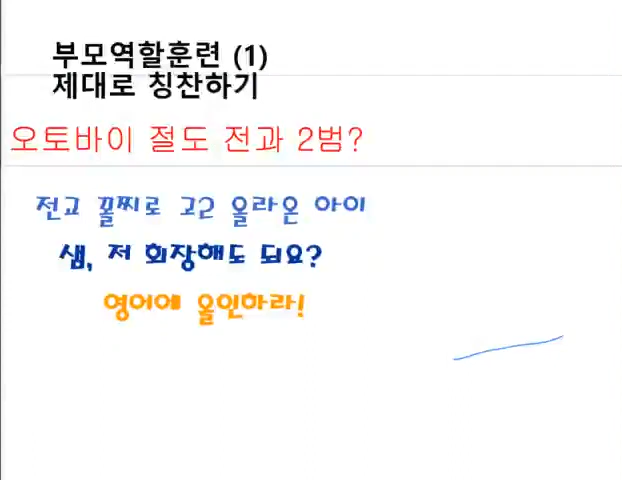 부모역할훈련 (1)
제대로 칭찬하기
오토바이 절도 전과 2범?
전교 꼴찌로 고2 올라온 아이
샘, 저 회장해도 되요?
영어에 올인하라!